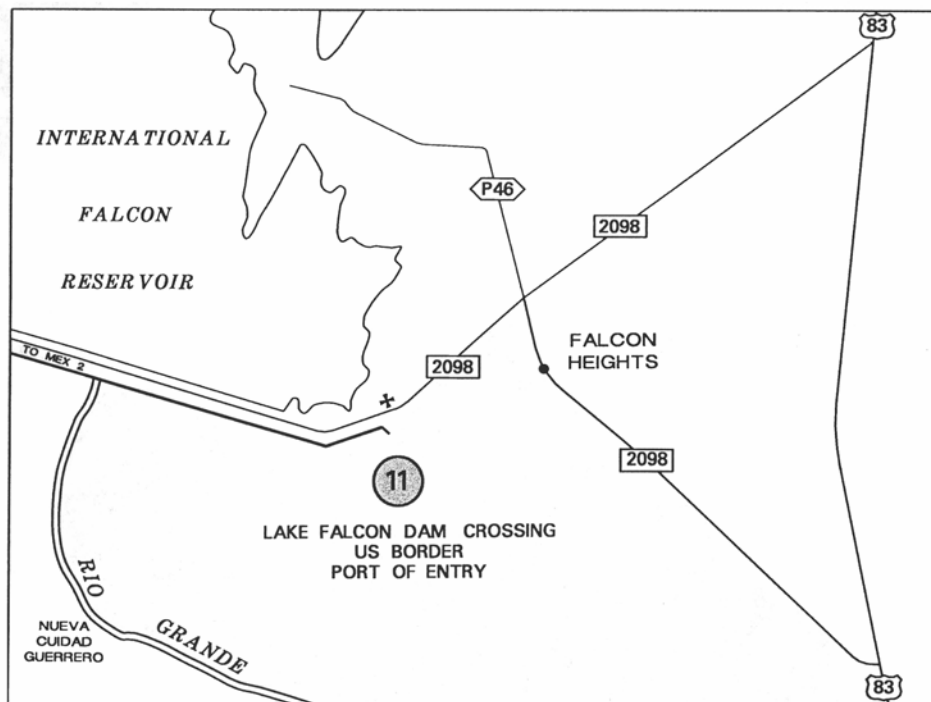 83
INTERNATIONAL
FALCON
RESERVOIR
P46
2098
TO MEX 2
2098
FALCON
HEIGHTS
2098
11
LAKE FALCON DAM CROSSING
US BORDER
PORT OF ENTRY
RIO
GRANDE
NUEVA
CUIDAD
GUERRERO
83